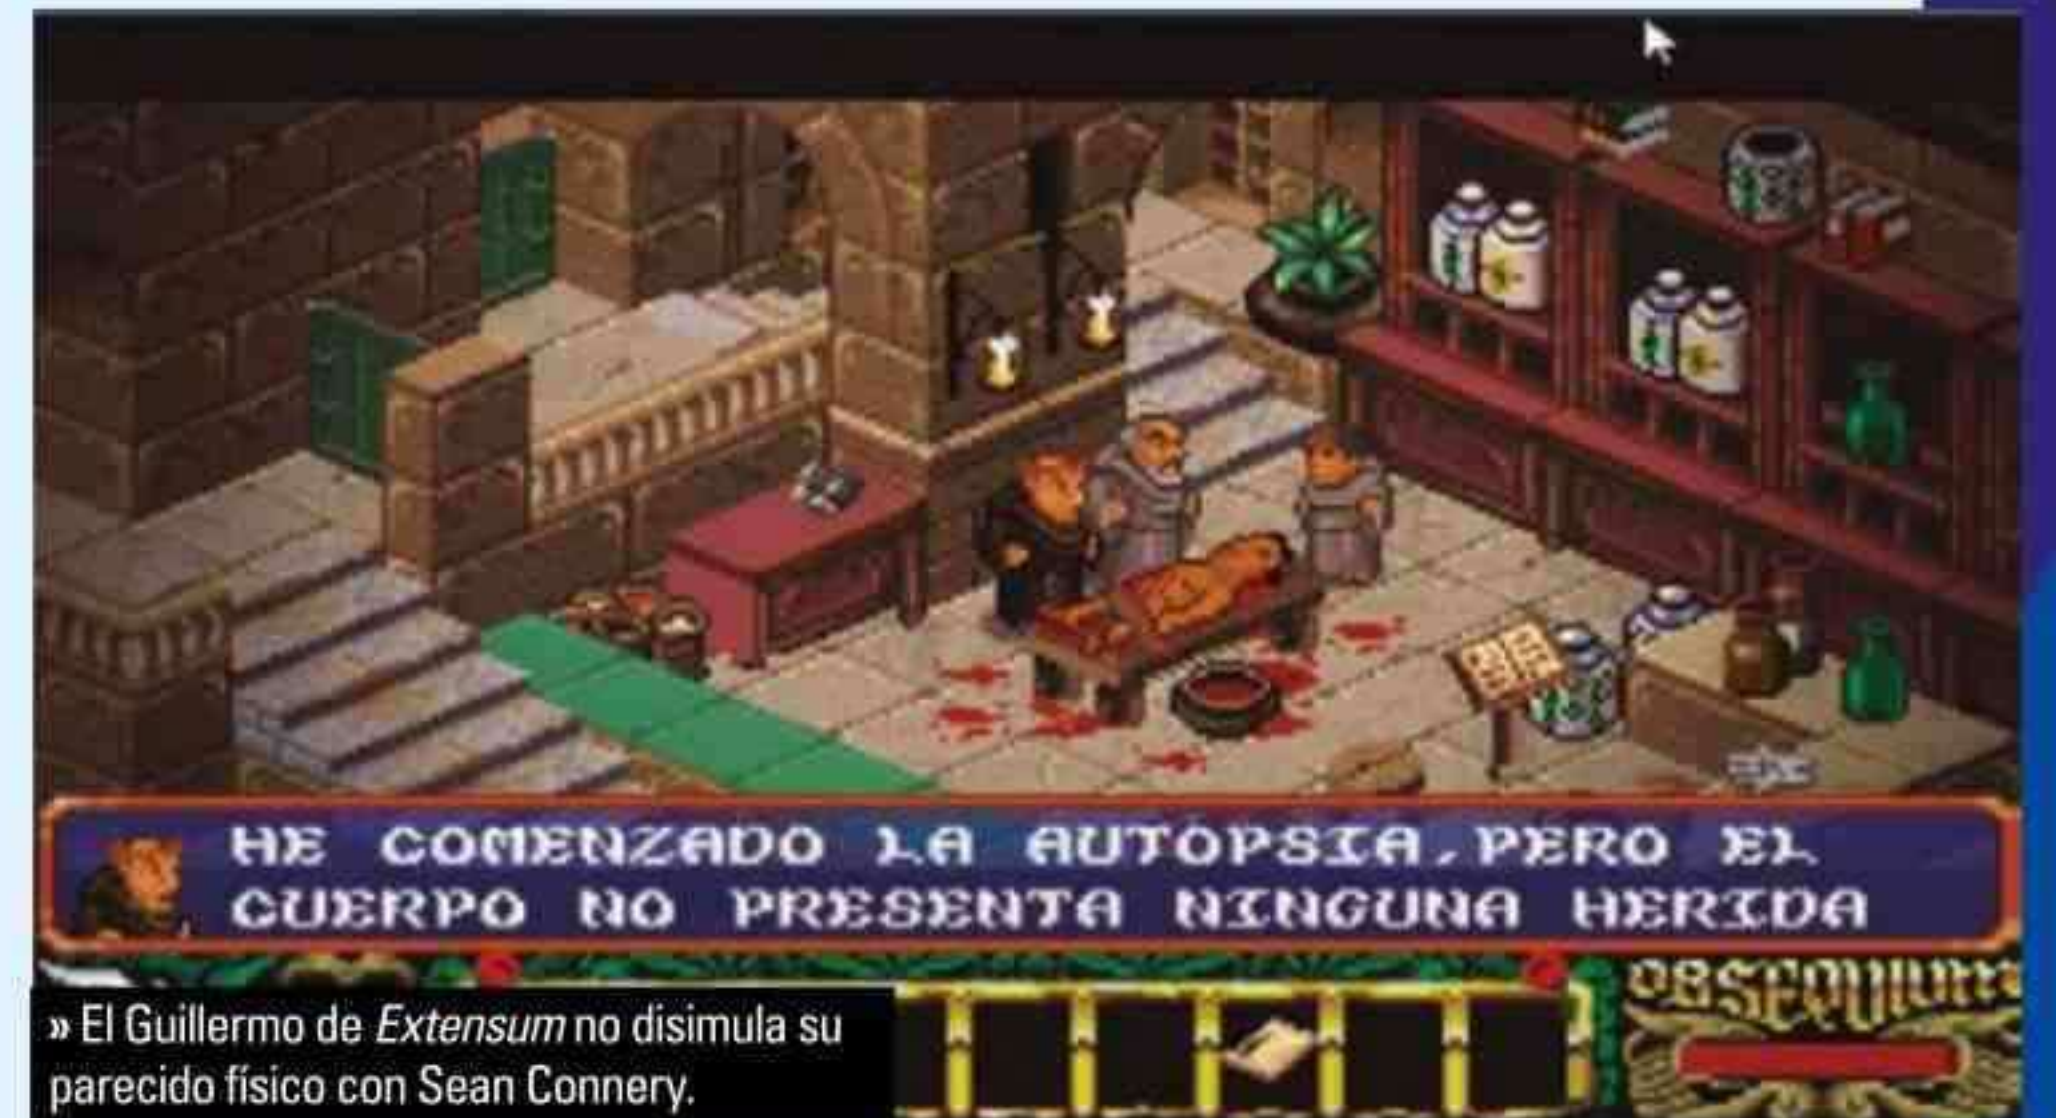 HE COMENZADO LA AUTOPSIA, PERO EL
CUERPO NO PRESENTA NINGUNA HERIDA
OBSEQUIUM
» El Guillermo de Extensum no disimula su
parecido físico con Sean Connery.